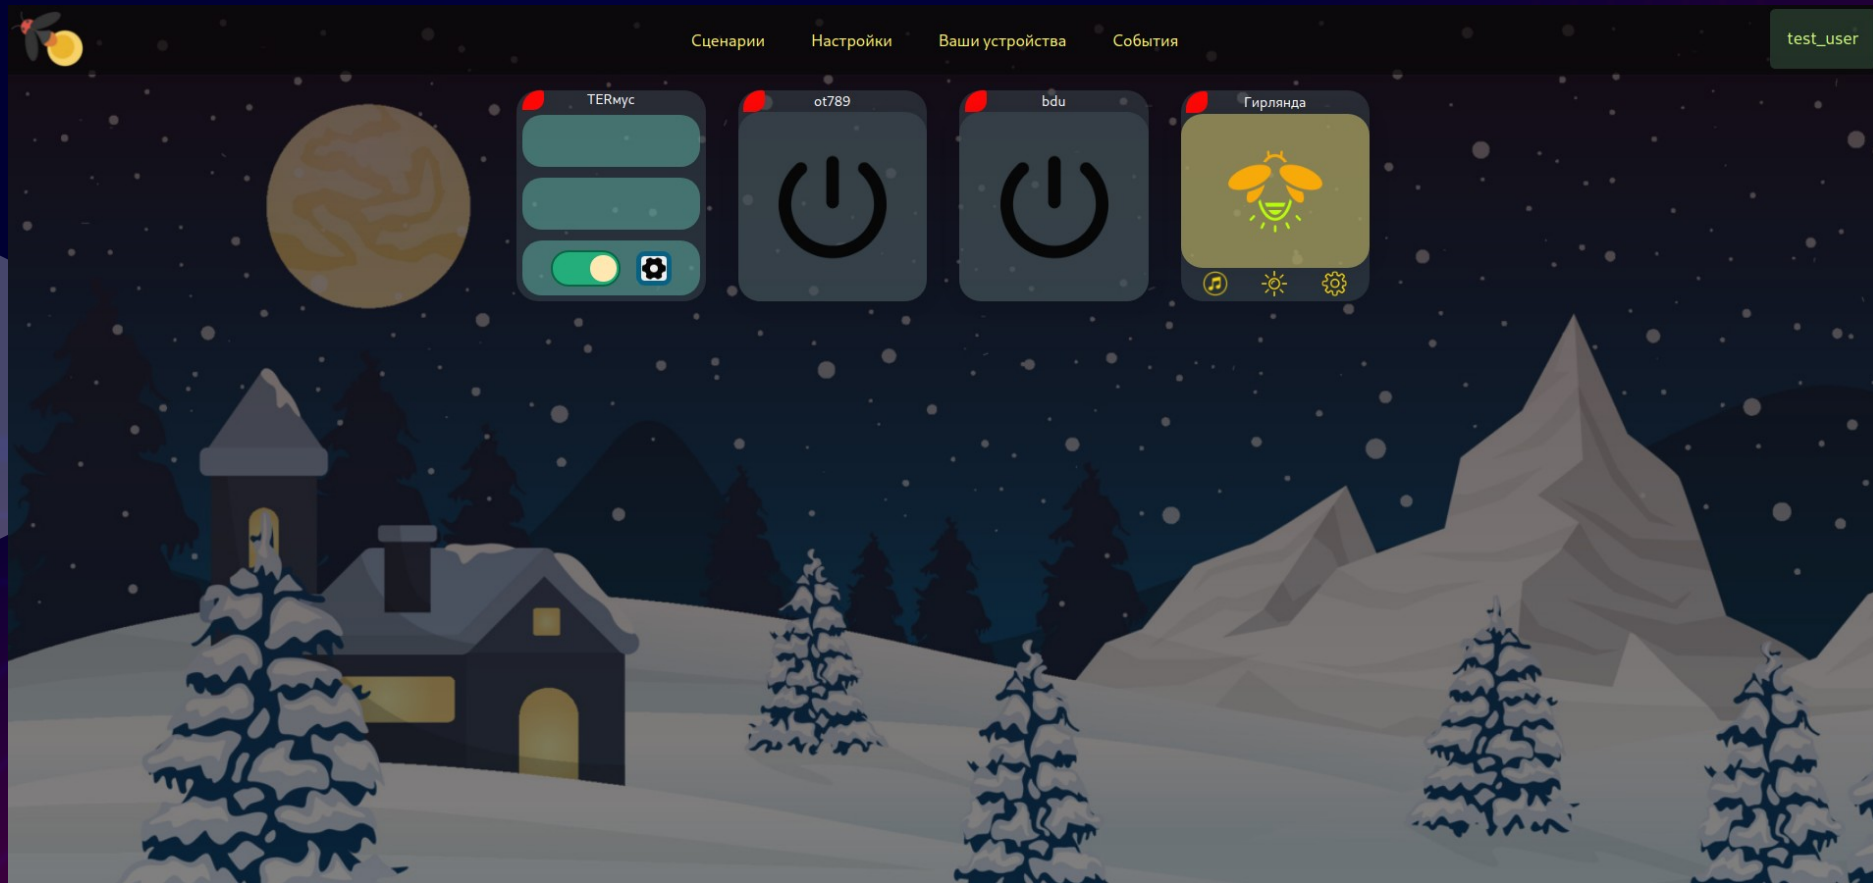 Сценарии Настройки Ваши устройства События
test_user
TERмус
ot789
bdu
Гирлянда